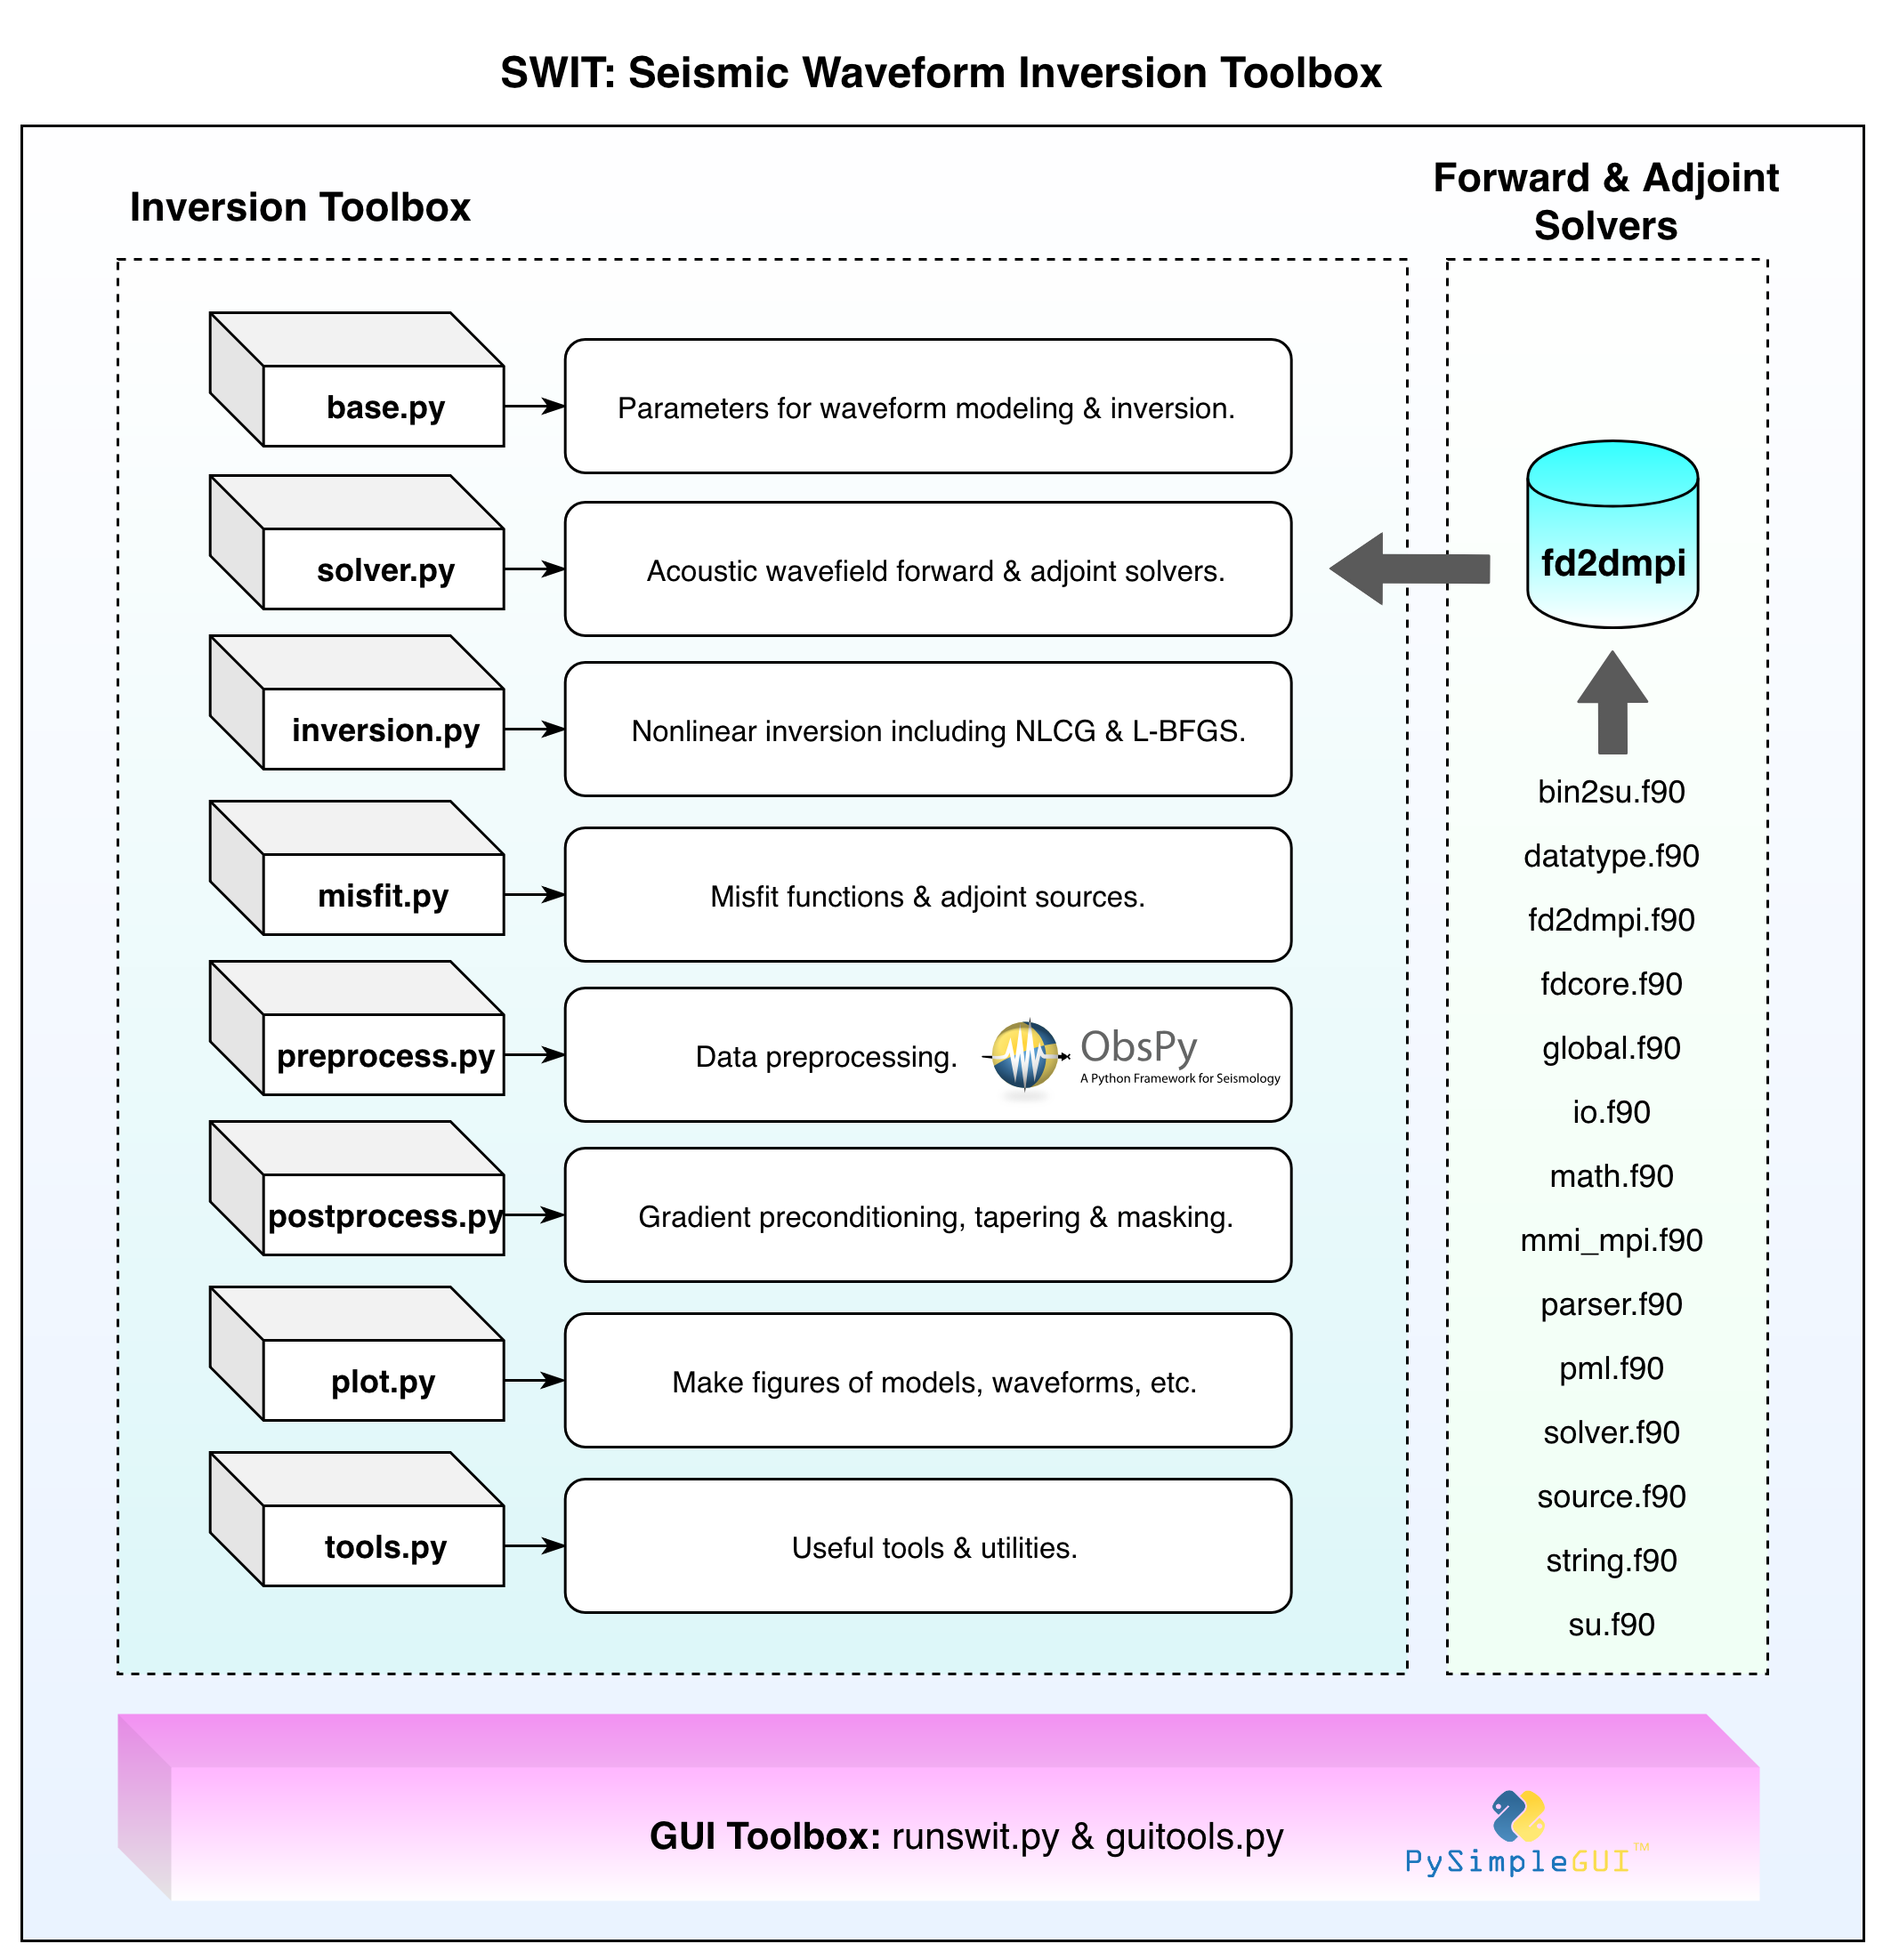 SWIT: Seismic Waveform Inversion Toolbox
Inversion Toolbox
base.py
Parameters for waveform modeling & inversion.
solver.py
Acoustic wavefield forward & adjoint solvers.
inversion.py
Nonlinear inversion including NLCG & L-BFGS.
misfit.py
Misfit functions & adjoint sources.
preprocess.py
Data preprocessing.
ObsPy
A Python Framework for Seismology
postprocess.py
Gradient preconditioning, tapering & masking.
plot.py
Make figures of models, waveforms, etc.
tools.py
Useful tools & utilities.
Forward & Adjoint
Solvers
fd2dmpi
bin2su.f90
datatype.f90
fd2dmpi.f90
fdcore.f90
global.f90
io.f90
math.f90
mmi_mpi.f90
parser.f90
pml.f90
solver.f90
source.f90
string.f90
su.f90
GUI Toolbox: runswit.py & guitools.py
PySimpleGUI™